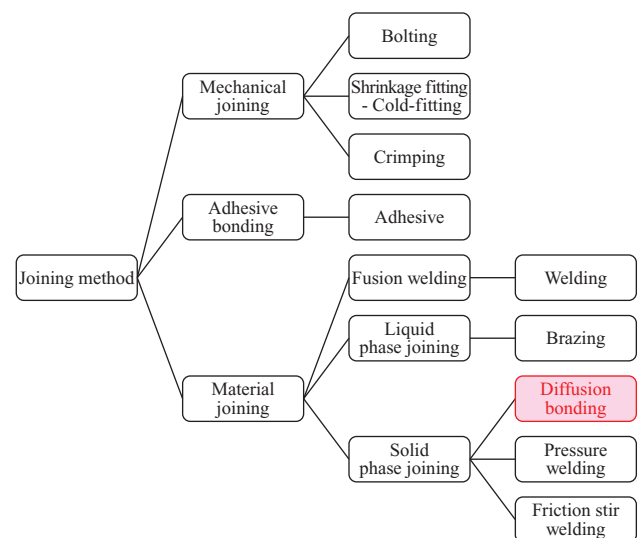 Bolting
Mechanical
joining
Shrinkage fitting
- Cold-fitting
Crimping
Adhesive
bonding
Adhesive
Joining method
Fusion welding
Welding
Liquid
phase joining
Brazing
Material
joining
Diffusion
bonding
Solid
phase joining
Pressure
welding
Friction stir
welding